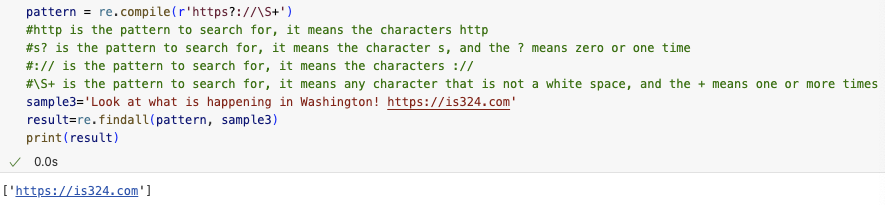 pattern = re.compile(r'https?://\S+')
#http is the pattern to search for, it means the characters http
#s? is the pattern to search for, it means the character s, and the ? means zero or one time
#:// is the pattern to search for, it means the characters ://
#\S+ is the pattern to search for, it means any character that is not a white space, and the + means one or more times
sample3='Look at what is happening in Washington! https://is324.com'
result=re.findall(pattern, sample3)
print(result)
✓ 0.0s
['https://is324.com']